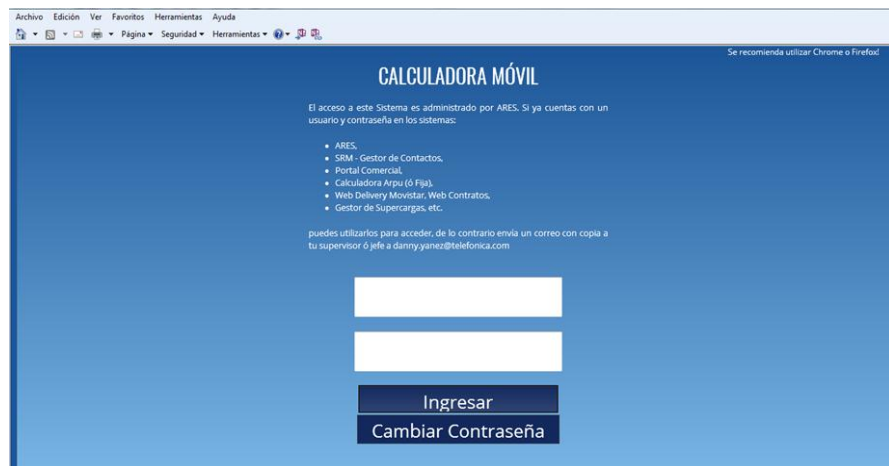 Archivo Edición Ver Favoritos Herramientas Ayuda
Página Seguridad Herramientas
Se recomienda utilizar Chrome o Firefox!
CALCULADORA MÓVIL
El acceso a este Sistema es administrado por ARES. Si ya cuentas con un
usuario y contraseña en los sistemas:
ARES,
SRM - Gestor de Contactos,
Portal Comercial,
Calculadora Arpu (ó Fija),
Web Delivery Movistar, Web Contratos,
Gestor de Supercargas, etc.
puedes utilizarlos para acceder, de lo contrario envía un correo con copia a
tu supervisor ó jefe a danny.yanez@telefonica.com
Ingresar
Cambiar Contraseña